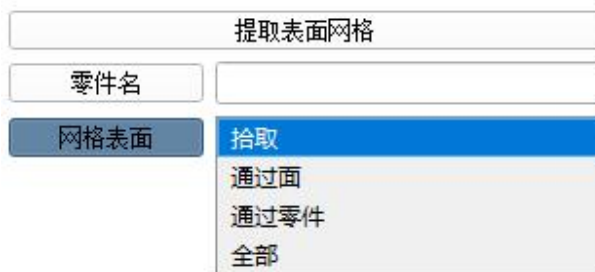 提取表面网格
零件名
网格表面 拾取
通过面
通过零件
全部